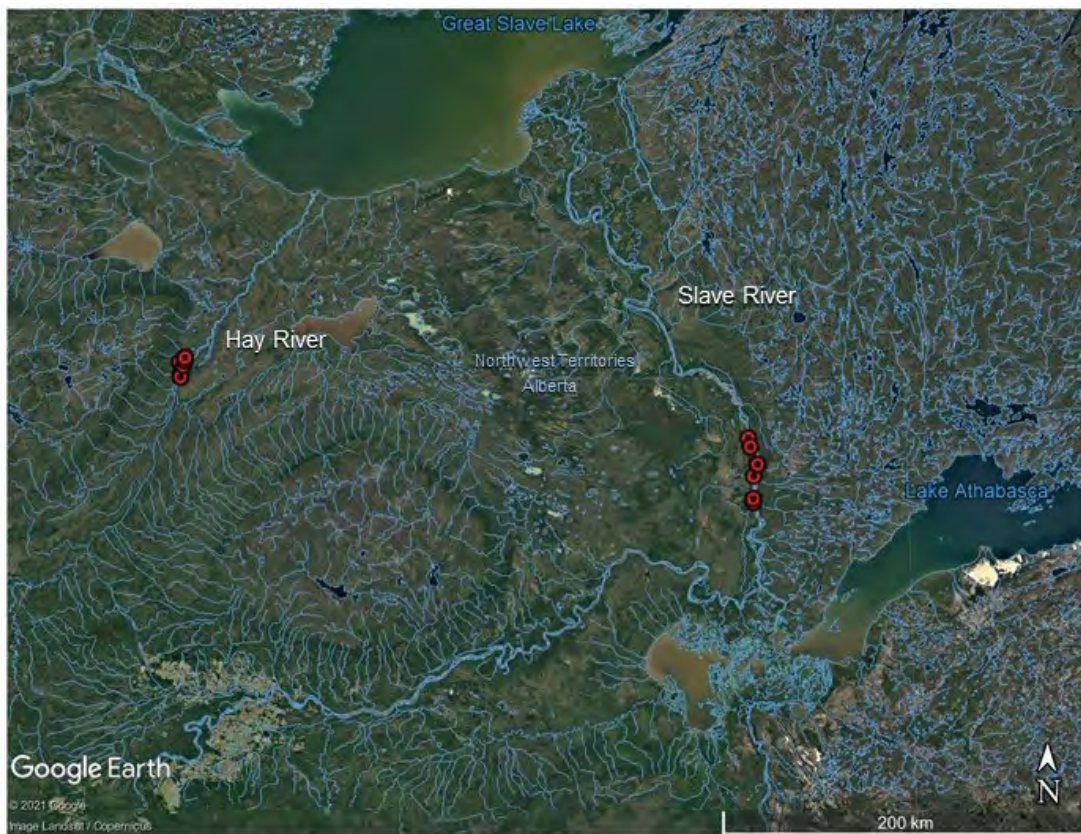 Great Slave Lake
Slave River
Hay River
Northwest Territories
Alberta
Lake Athabasca
Google Earth
N
© 2021 Google
Image Landsat / Copernicus
200 km